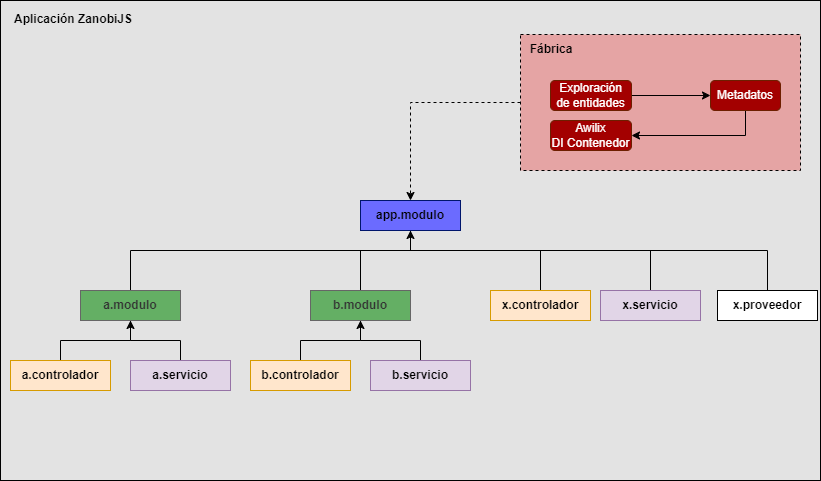 Aplicación ZanobiJS
Fábrica
Exploración
de entidades
Metadatos
Awilix
DI Contenedor
app.modulo
a.modulo
b.modulo
x.controlador
x.servicio
x.proveedor
a.controlador
a.servicio
b.controlador
b.servicio